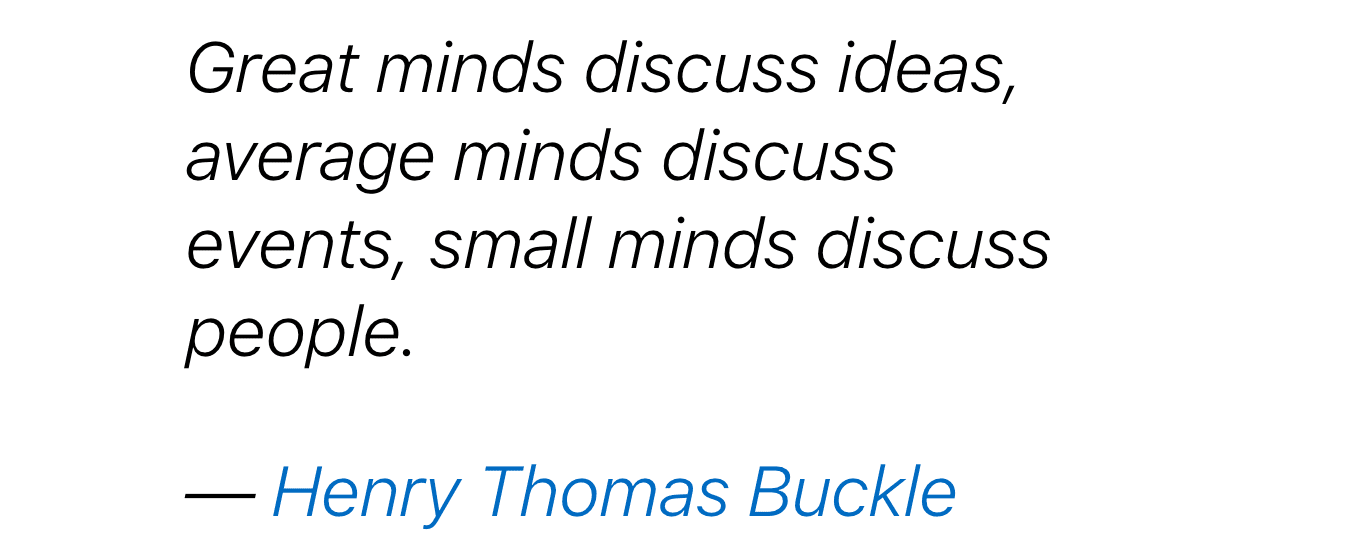 Great minds discuss ideas,
average minds discuss
events, small minds discuss
people.
— Henry Thomas Buckle